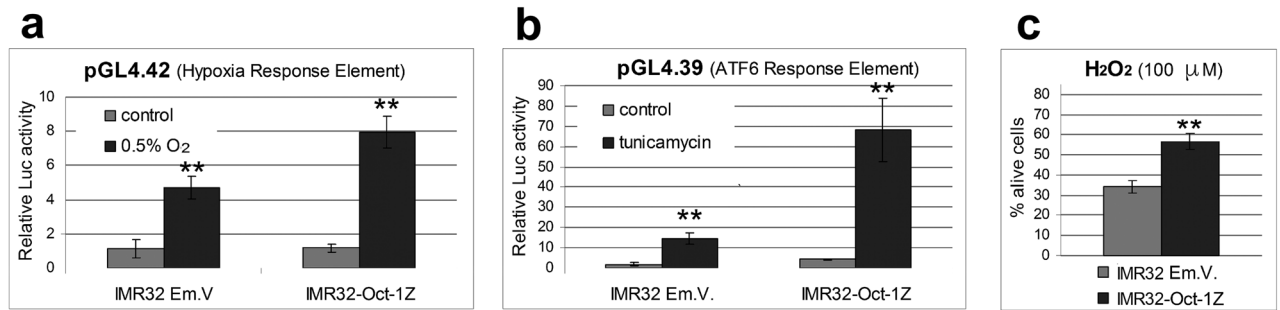 a
pGL4.42 (Hypoxia Response Element)
Relative Luc activity
10
8
6
4
2
0
control
0.5% O2
**
**
IMR32 Em.V
IMR32-Oct-1Z
b
pGL4.39 (ATF6 Response Element)
Relative Luc activity
90
80
70
60
50
40
30
20
10
0
control
tunicamycin
**
**
IMR32 Em.V.
IMR32-Oct-1Z
c
H2O2 (100 μM)
% alive cells
80
70
60
50
40
30
20
10
0
**
IMR32 Em.V.
IMR32-Oct-1Z